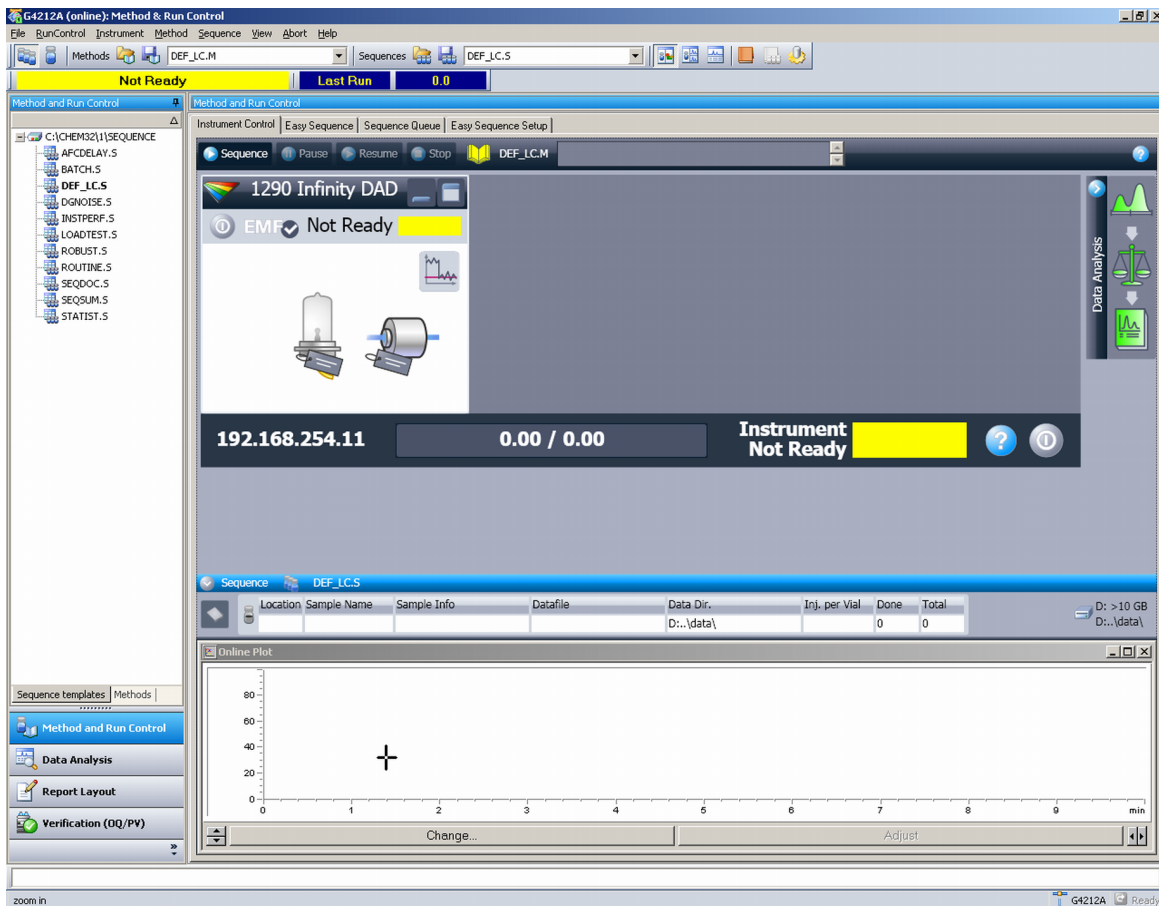 G4212A (online): Method & Run Control
File RunControl Instrument Method Sequence View Abort Help
Methods DEF_LC.M Sequences DEF_LC.S
Not Ready Last Run 0.0
Method and Run Control
C:\CHEM32\1\SEQUENCE
AFCDELAY.S
BATCH.S
DEF_LC.S
DGNOISE.S
INSTPERF.S
LOADTEST.S
ROBUST.S
ROUTINE.S
SEQDOC.S
SEQSUM.S
STATIST.S
Sequence templates Methods
Method and Run Control
Data Analysis
Report Layout
Verification (OQ/PV)
Method and Run Control
Instrument Control Easy Sequence Sequence Queue Easy Sequence Setup
Sequence Pause Resume Stop DEF_LC.M
1290 Infinity DAD
EMF Not Ready
Data Analysis
192.168.254.11 0.00 / 0.00 Instrument
Not Ready
Sequence DEF_LC.S
Location Sample Name Sample Info Datafile Data Dir. Inj. per Vial Done Total
D:..\data\ 0 0
D: >10 GB
D:..\data\
Online Plot
80
60
40
20
0
0 1 2 3 4 5 6 7 8 9 min
Change... Adjust
zoom in G4212A Ready